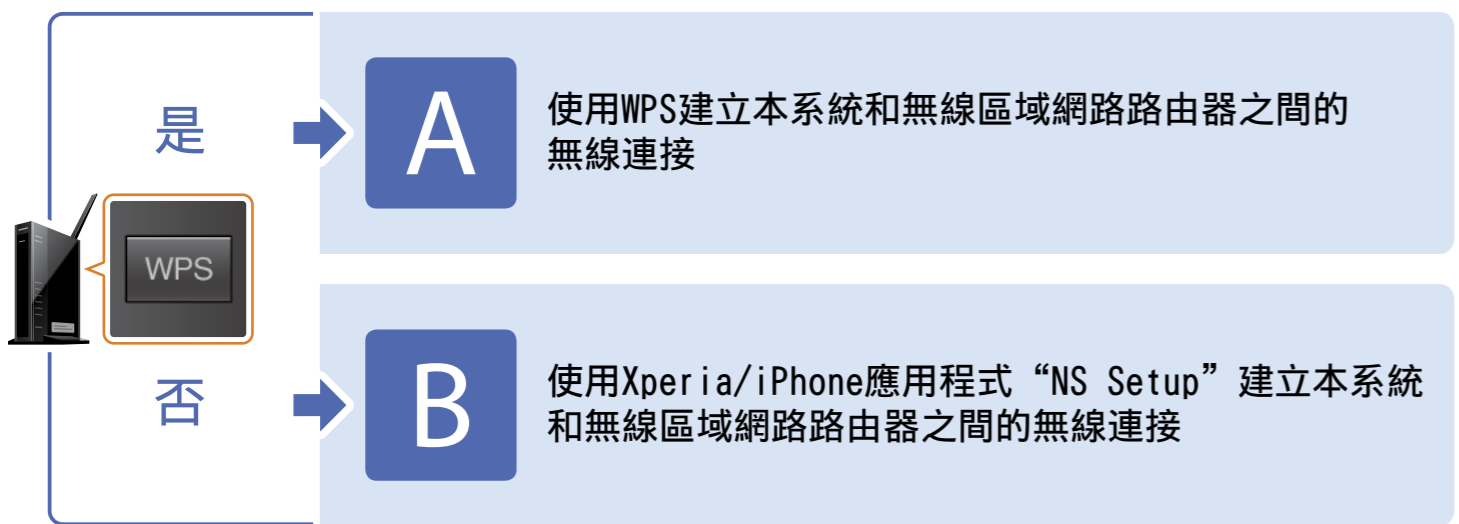 是
A
使用WPS建立本系統和無線區域網路路由器之間的
無線連接
WPS
否
B
使用Xperia/iPhone應用程式“NS Setup”建立本系統
和無線區域網路路由器之間的無線連接